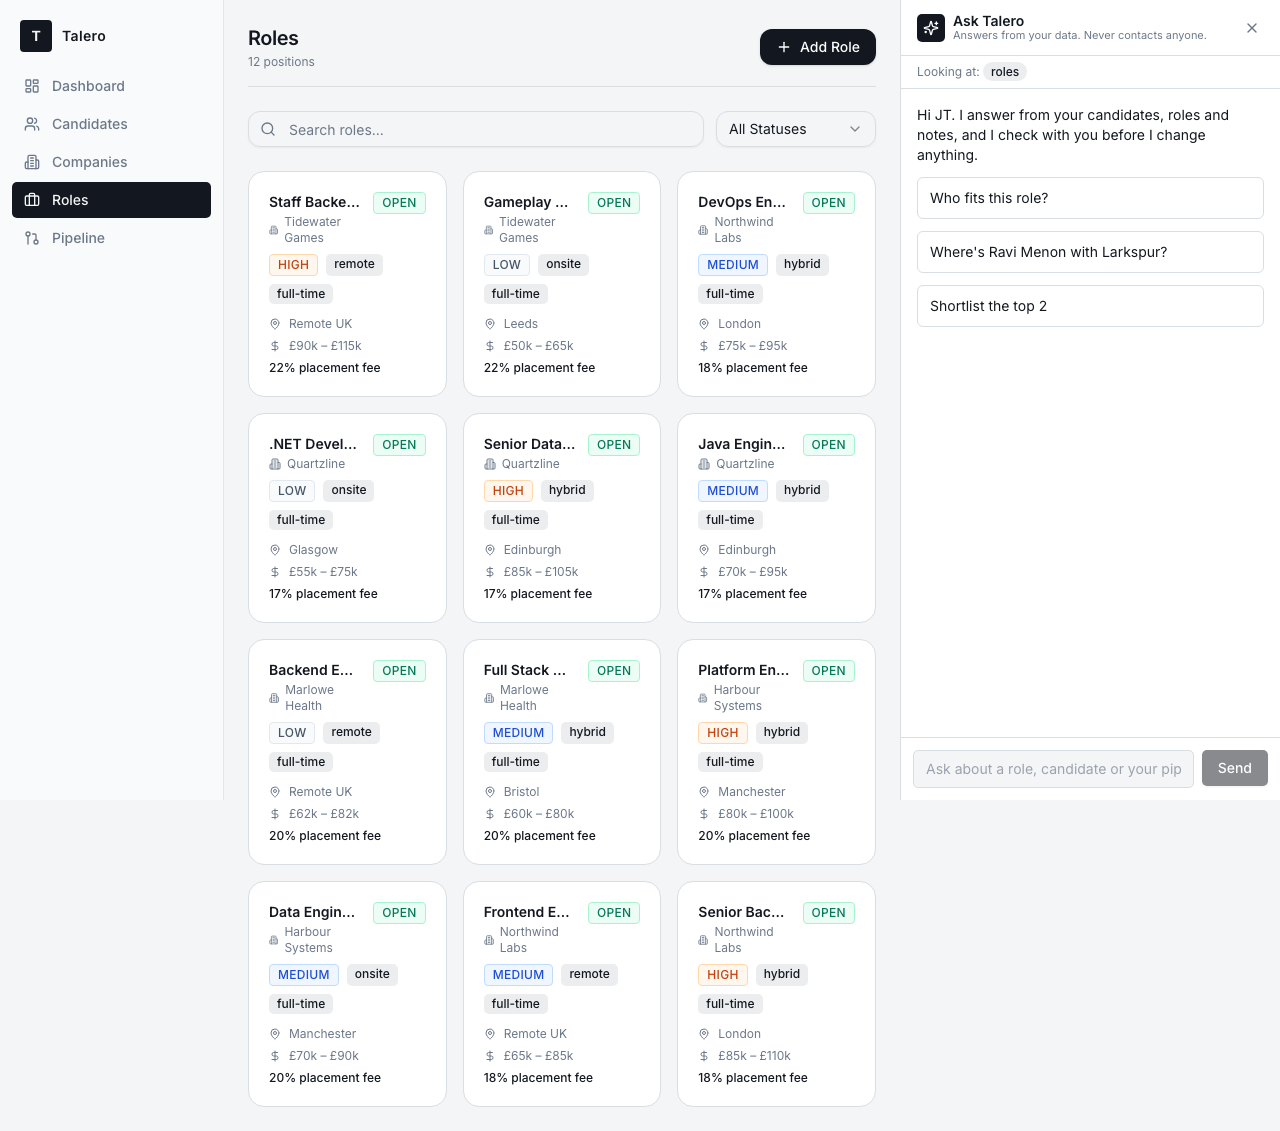 T Talero
Dashboard
Candidates
Companies
Roles
Pipeline
Roles
12 positions
Add Role
Search roles...
All Statuses
Staff Backe... OPEN
Tidewater
Games
HIGH remote
full-time
Remote UK
£90k – £115k
22% placement fee
Gameplay ... OPEN
Tidewater
Games
LOW onsite
full-time
Leeds
£50k – £65k
22% placement fee
DevOps En... OPEN
Northwind
Labs
MEDIUM hybrid
full-time
London
£75k – £95k
18% placement fee
.NET Devel... OPEN
Quartzline
LOW onsite
full-time
Glasgow
£55k – £75k
17% placement fee
Senior Data... OPEN
Quartzline
HIGH hybrid
full-time
Edinburgh
£85k – £105k
17% placement fee
Java Engin... OPEN
Quartzline
MEDIUM hybrid
full-time
Edinburgh
£70k – £95k
17% placement fee
Backend E... OPEN
Marlowe
Health
LOW remote
full-time
Remote UK
£62k – £82k
20% placement fee
Full Stack ... OPEN
Marlowe
Health
MEDIUM hybrid
full-time
Bristol
£60k – £80k
20% placement fee
Platform En... OPEN
Harbour
Systems
HIGH hybrid
full-time
Manchester
£80k – £100k
20% placement fee
Data Engin... OPEN
Harbour
Systems
MEDIUM onsite
full-time
Manchester
£70k – £90k
20% placement fee
Frontend E... OPEN
Northwind
Labs
MEDIUM remote
full-time
Remote UK
£65k – £85k
18% placement fee
Senior Bac... OPEN
Northwind
Labs
HIGH hybrid
full-time
London
£85k – £110k
18% placement fee
Ask Talero
Answers from your data. Never contacts anyone.
Looking at: roles
Hi JT. I answer from your candidates, roles and
notes, and I check with you before I change
anything.
Who fits this role?
Where's Ravi Menon with Larkspur?
Shortlist the top 2
Ask about a role, candidate or your pip
Send